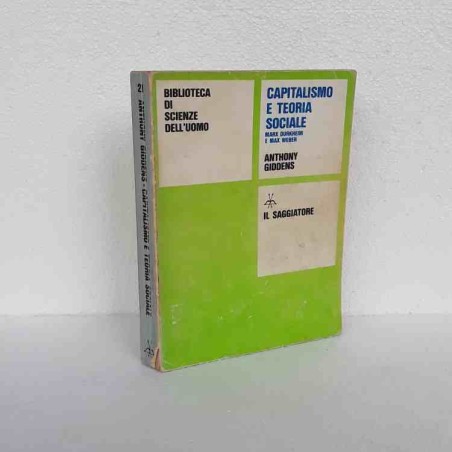 BIBLIOTECA
DI
SCIENZE
DELL'UOMO
CAPITALISMO
E TEORIA
SOCIALE
MARX DURKHEIM
E MAX WEBER
ANTHONY
GIDDENS
IL SAGGIATORE
21 ANTHONY GIDDENS - CAPITALISMO E TEORIA SOCIALE